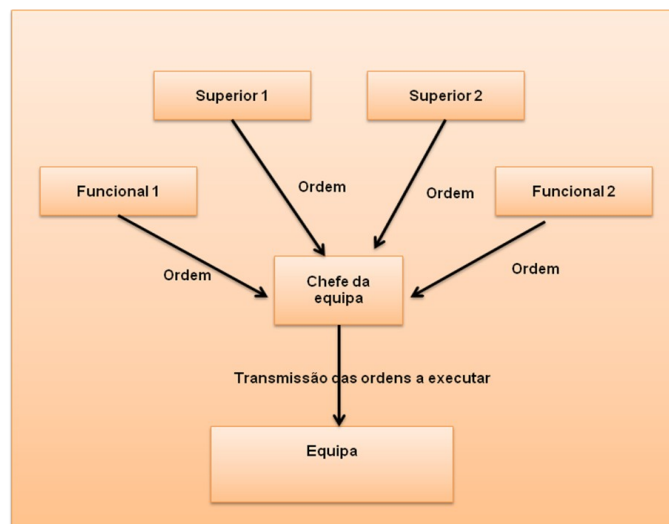 Superior 1
Superior 2
Ordem
Ordem
Funcional 1
Funcional 2
Ordem
Ordem
Chefe da
equipa
Transmissão das ordens a executar
Equipa